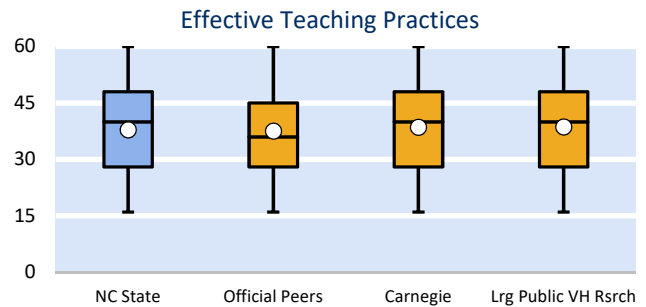 Effective Teaching Practices
60
45
30
15
0
NC State Official Peers Carnegie Lrg Public VH Rsrch